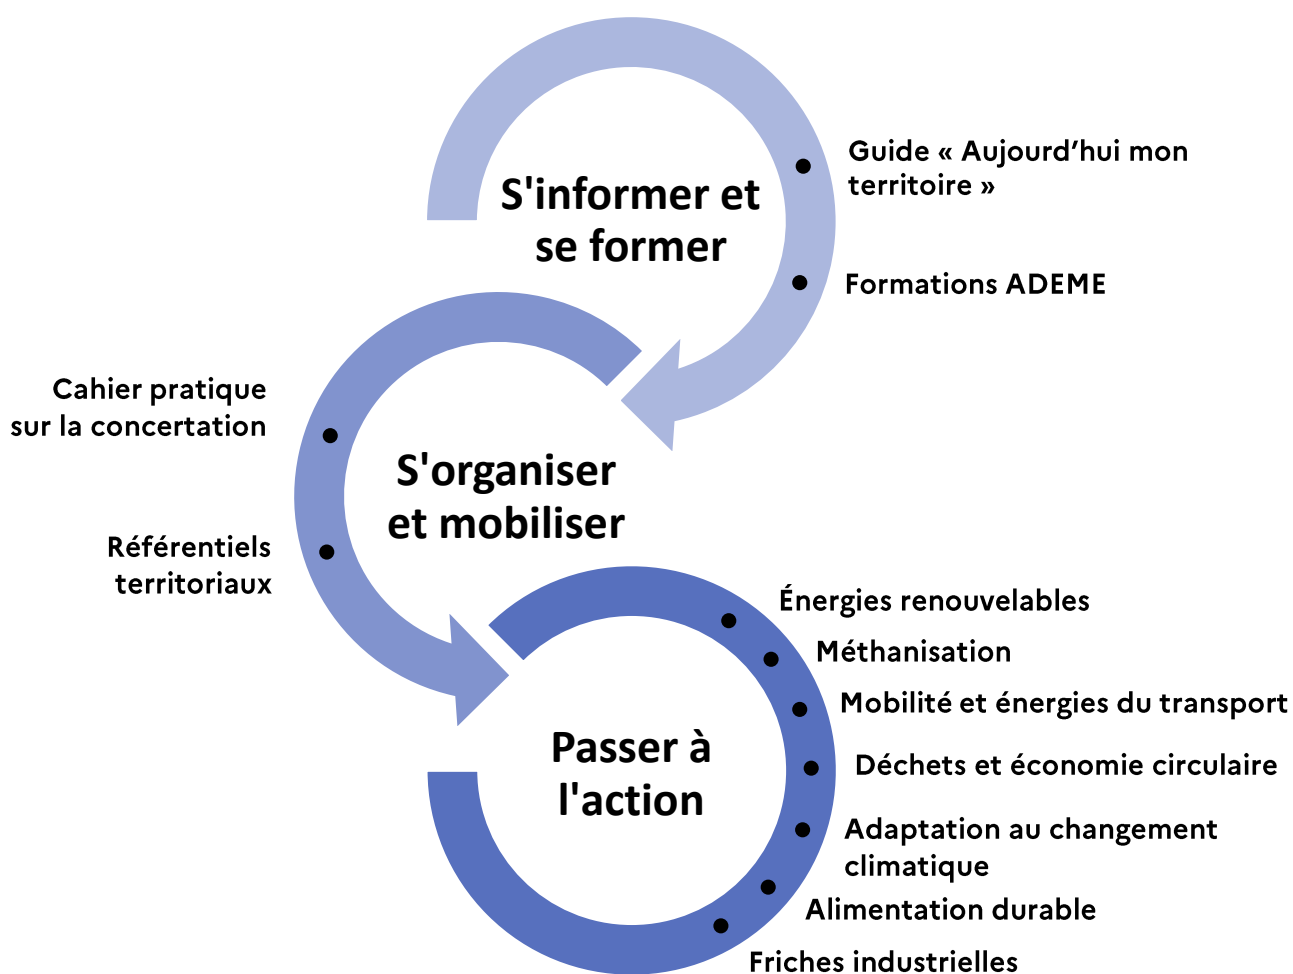 S'informer et
se former
Guide « Aujourd’hui mon
territoire »
Formations ADEME
Cahier pratique
sur la concertation
S'organiser
et mobiliser
Référentiels
territoriaux
Passer à
l'action
Énergies renouvelables
Méthanisation
Mobilité et énergies du transport
Déchets et économie circulaire
Adaptation au changement
climatique
Alimentation durable
Friches industrielles